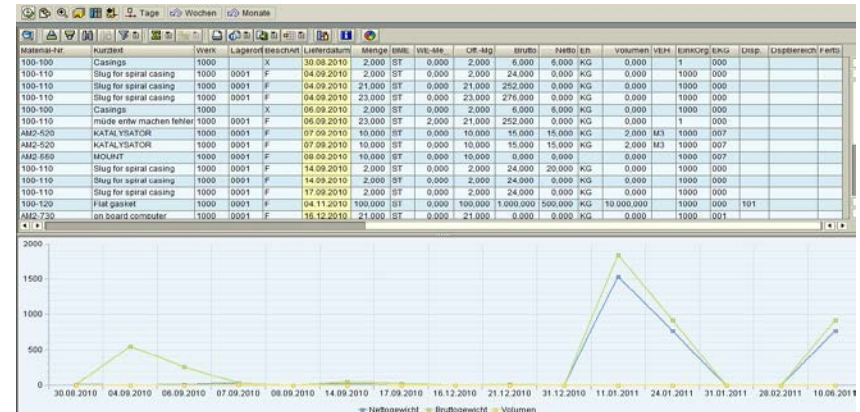 Tage Wochen Monate
Material-Nr. Kurztext Werk Lagerort BeschArt Lieferdatum Menge BME WE-Me_ Off.-Mg Brutto Netto Eh. Volumen VEH EinkOrg EKG Disp. DispBereich
100-100 Casings 1000 X 30.08.2010 2,000 ST 0,000 2,000 6,000 6,000 KG 0,000 1 000
100-110 Slug for spiral casing 1000 0001 F 04.09.2010 2,000 ST 0,000 2,000 24,000 0,000 KG 0,000 1000 000
100-110 Slug for spiral casing 1000 0001 F 04.09.2010 21,000 ST 0,000 21,000 252,000 0,000 KG 0,000 1000 000
100-110 Slug for spiral casing 1000 0001 F 04.09.2010 23,000 ST 0,000 23,000 276,000 0,000 KG 0,000 1000 000
100-100 Casings 1000 X 06.09.2010 2,000 ST 0,000 2,000 6,000 6,000 KG 0,000 1 000
100-110 müde entw machen fehler 1000 0001 F 06.09.2010 23,000 ST 2,000 21,000 252,000 0,000 KG 0,000 1 000
AM2-520 KATALYSATOR 1000 0001 F 07.09.2010 10,000 ST 0,000 10,000 15,000 15,000 KG 2,000 M3 1000 007
AM2-520 KATALYSATOR 1000 0001 F 07.09.2010 10,000 ST 0,000 10,000 15,000 15,000 KG 2,000 M3 1000 007
MOUNT 1000 0001 F 08.09.2010 10,000 ST 0,000 10,000 0,000 0,000 0,000 1000 007
100-110 Slug for spiral casing 1000 0001 F 14.09.2010 2,000 ST 0,000 2,000 24,000 20,000 KG 0,000 1000 000
100-110 Slug for spiral casing 1000 0001 F 14.09.2010 2,000 ST 0,000 2,000 24,000 0,000 KG 0,000 1000 000
100-110 Slug for spiral casing 1000 0001 F 17.09.2010 2,000 ST 0,000 2,000 24,000 0,000 KG 0,000 1000 000
100-120 Flat gasket 1000 0001 F 04.11.2010 100,000 ST 0,000 100,000 1.000,000 500,000 KG 10.000,000 1000 000 101
AM2-730 on board computer 1000 0001 F 16.12.2010 21,000 ST 0,000 21,000 0,000 0,000 KG 0,000 1000 001
2000
1500
1000
500
0
30.08.2010 04.09.2010 06.09.2010 07.09.2010 08.09.2010 14.09.2010 17.09.2010 16.12.2010 21.12.2010 31.12.2010 11.01.2011 24.01.2011 31.01.2011 28.02.2011 10.06.2011
Nettogewicht Bruttogewicht Volumen